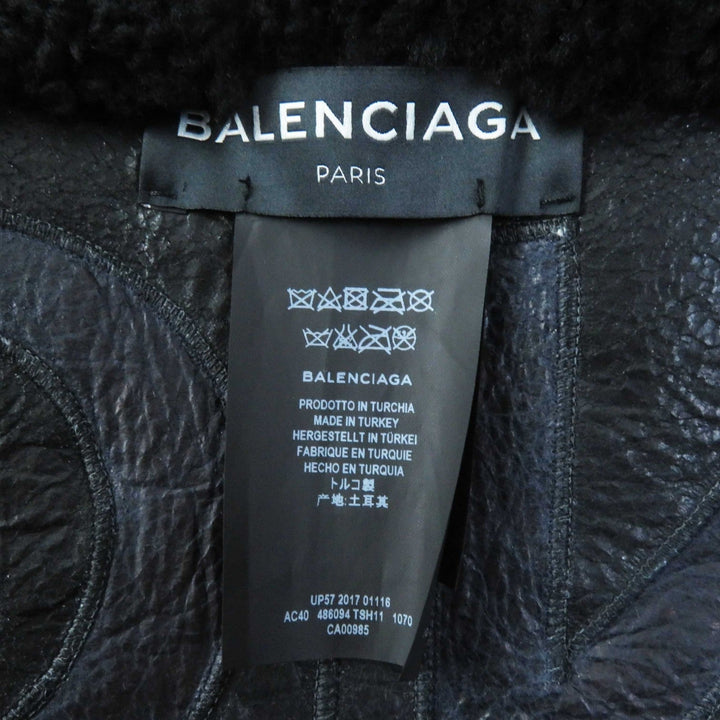 BALENCIAGA
PARIS
BALENCIAGA
PRODOTTO IN TURCHIA
MADE IN TURKEY
HERGESTELLT IN TÜRKEI
FABRIQUE EN TURQUIE
HECHO EN TURQUIA
トルコ製
产地:土耳其
UP57 2017 01116
AC40 486094 TSH11 1070
CA00985